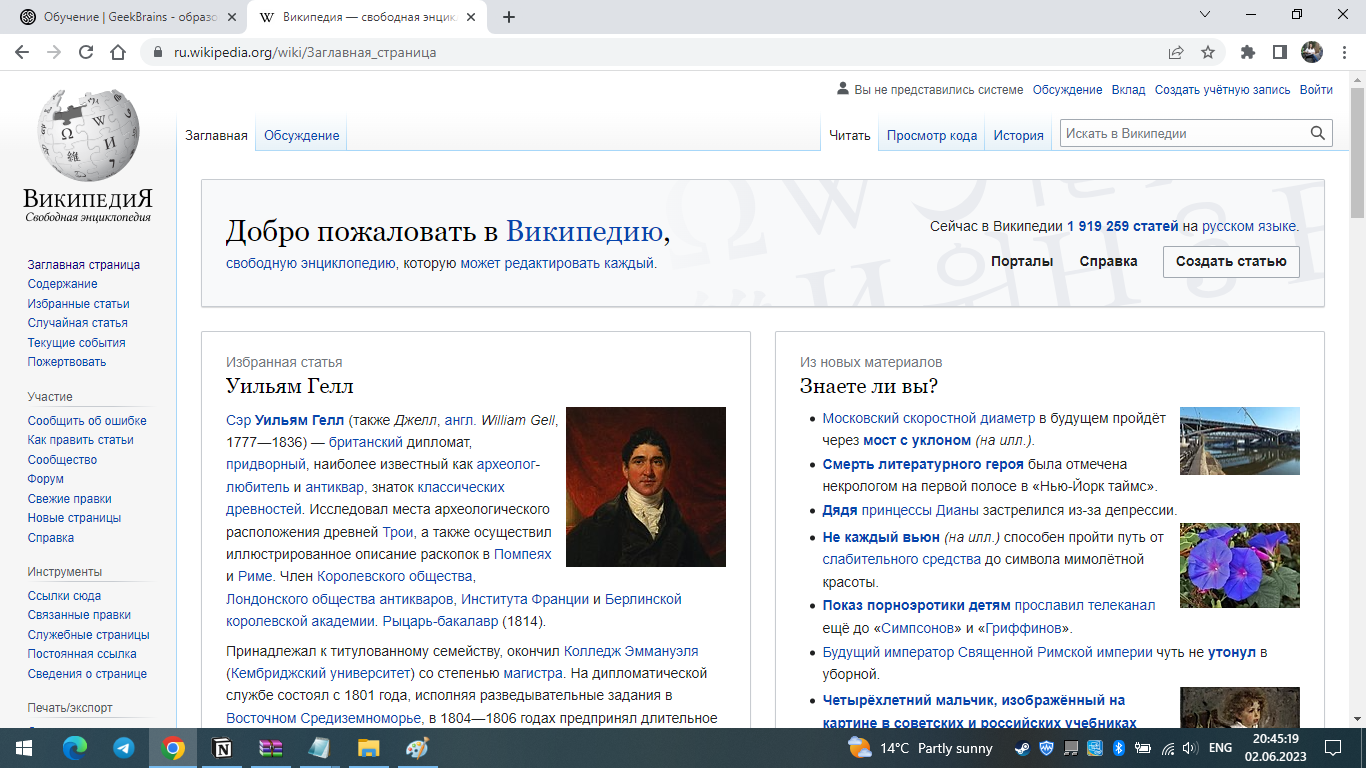 Обучение | GeekBrains - образо
Википедия — свободная энцик
ru.wikipedia.org/wiki/Заглавная_страница
Вы не представились системе Обсуждение Вклад Создать учётную запись Войти
Заглавная Обсуждение Читать Просмотр кода История Искать в Википедии
ВикипедиЯ
Свободная энциклопедия
Заглавная страница
Содержание
Избранные статьи
Случайная статья
Текущие события
Пожертвовать
Участие
Сообщить об ошибке
Как править статьи
Сообщество
Форум
Свежие правки
Новые страницы
Справка
Инструменты
Ссылки сюда
Связанные правки
Служебные страницы
Постоянная ссылка
Сведения о странице
Печать/экспорт
Добро пожаловать в Википедию,
свободную энциклопедию, которую может редактировать каждый.
Сейчас в Википедии 1 919 259 статей на русском языке.
Порталы Справка Создать статью
Избранная статья
Уильям Гелл
Сэр Уильям Гелл (также Джелл, англ. William Gell,
1777—1836) — британский дипломат,
придворный, наиболее известный как археолог-
любитель и антиквар, знаток классических
древностей. Исследовал места археологического
расположения древней Трои, а также осуществил
иллюстрированное описание раскопок в Помпеях
и Риме. Член Королевского общества,
Лондонского общества антикваров, Института Франции и Берлинской
королевской академии. Рыцарь-бакалавр (1814).
Принадлежал к титулованному семейству, окончил Колледж Эммануэля
(Кембриджский университет) со степенью магистра. На дипломатической
службе состоял с 1801 года, исполняя разведывательные задания в
Восточном Средиземноморье, в 1804—1806 годах предпринял длительное
Из новых материалов
Знаете ли вы?
Московский скоростной диаметр в будущем пройдёт
через мост с уклоном (на илл.).
Смерть литературного героя была отмечена
некрологом на первой полосе в «Нью-Йорк таймс».
Дядя принцессы Дианы застрелился из-за депрессии.
Не каждый вьюн (на илл.) способен пройти путь от
слабительного средства до символа мимолётной
красоты.
Показ порноэротики детям прославил телеканал
ещё до «Симпсонов» и «Гриффинов».
Будущий император Священной Римской империи чуть не утонул в
уборной.
Четырёхлетний мальчик, изображённый на
картине в советских и российских учебниках
14°C Partly sunny ENG
20:45:19
02.06.2023